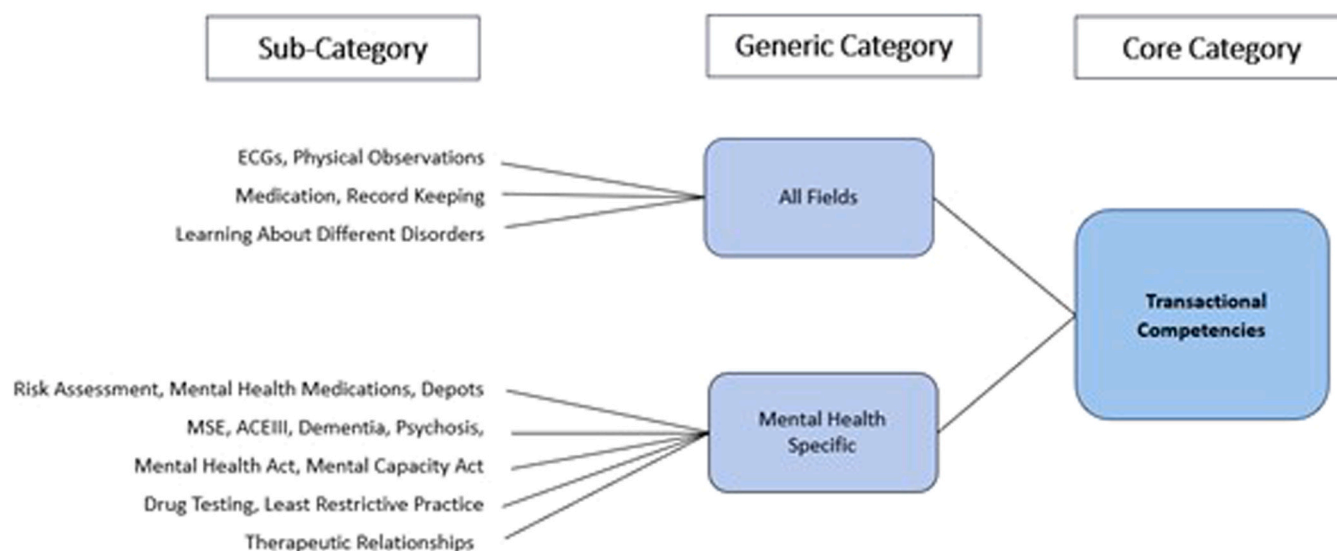 Sub-Category
Generic Category
Core Category
ECGs, Physical Observations
Medication, Record Keeping
Learning About Different Disorders
All Fields
Transactional
Competencies
Risk Assessment, Mental Health Medications, Depots
MSE, ACEIII, Dementia, Psychosis,
Mental Health Act, Mental Capacity Act
Drug Testing, Least Restrictive Practice
Therapeutic Relationships
Mental Health
Specific